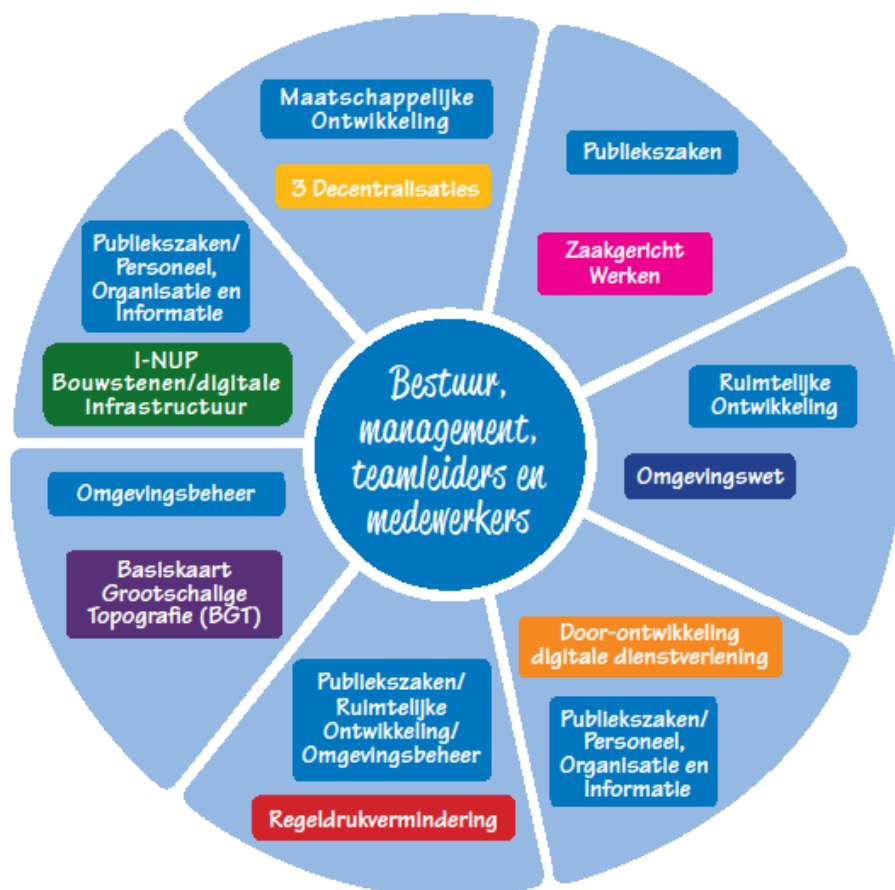 Maatschappelijke
Ontwikkeling
3 Decentralisaties
Publiekszaken
Zaakgericht
Werken
Ruimtelijke
Ontwikkeling
Omgevingswet
Door-ontwikkeling
digitale dienstverlening
Publiekszaken/
Personeel,
Organisatie en
Informatie
Publiekszaken/
Ruimtelijke
Ontwikkeling/
Omgevingsbeheer
Regeldrukvermindering
Omgevingsbeheer
Basiskaart
Grootschalige
Topografie (BGT)
Publiekszaken/
Personeel,
Organisatie en
Informatie
I-NUP
Bouwstenen/digitale
infrastructuur
Bestuur,
management,
teamleiders en
medewerkers